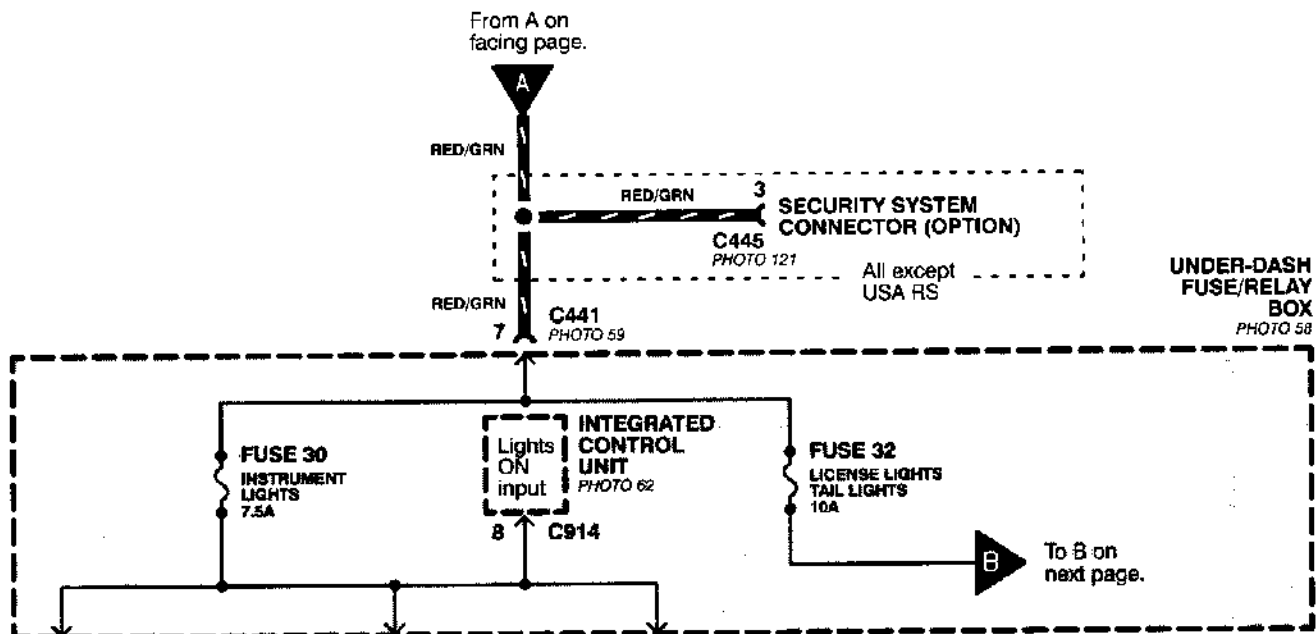 From A on
facing page.
A
RED/GRN
RED/GRN
3
SECURITY SYSTEM
CONNECTOR (OPTION)
C445
PHOTO 121
All except
USA RS
UNDER-DASH
FUSE/RELAY
BOX
PHOTO 58
RED/GRN
7
C441
PHOTO 59
FUSE 30
INSTRUMENT
LIGHTS
7.5A
Lights
ON
input
INTEGRATED
CONTROL
UNIT
PHOTO 62
8
C914
FUSE 32
LICENSE LIGHTS
TAIL LIGHTS
10A
B
To B on
next page.